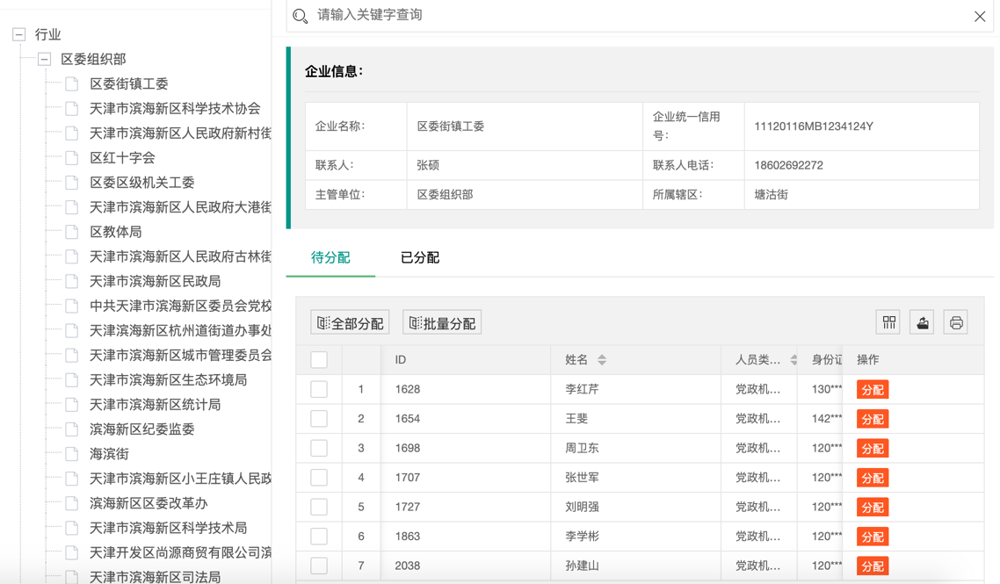 行业
区委组织部
区委街镇工委
天津市滨海新区科学技术协会
天津市滨海新区人民政府新村街
区红十字会
区委区级机关工委
天津市滨海新区人民政府大港街
区教体局
天津市滨海新区人民政府古林街
天津市滨海新区民政局
中共天津市滨海新区委员会党校
天津滨海新区杭州道街道办事处
天津市滨海新区城市管理委员会
天津市滨海新区生态环境局
天津市滨海新区统计局
滨海新区纪委监委
海滨街
天津市滨海新区小王庄镇人民政
滨海新区区委改革办
天津市滨海新区科学技术局
天津开发区尚源商贸有限公司滨
天津市滨海新区司法局
请输入关键字查询
企业信息：
企业名称： 区委街镇工委 企业统一信用号： 11120116MB1234124Y
联系人： 张硕 联系人电话： 18602692272
主管单位： 区委组织部 所属辖区： 塘沽街
待分配 已分配
全部分配 批量分配
ID 姓名 人员类... 身份证 操作
1 1628 李红芹 党政机... 130*** 分配
2 1654 王斐 党政机... 142*** 分配
3 1698 周卫东 党政机... 120*** 分配
4 1707 张世军 党政机... 120*** 分配
5 1727 刘明强 党政机... 120*** 分配
6 1863 李学彬 党政机... 120*** 分配
7 2038 孙建山 党政机... 120*** 分配